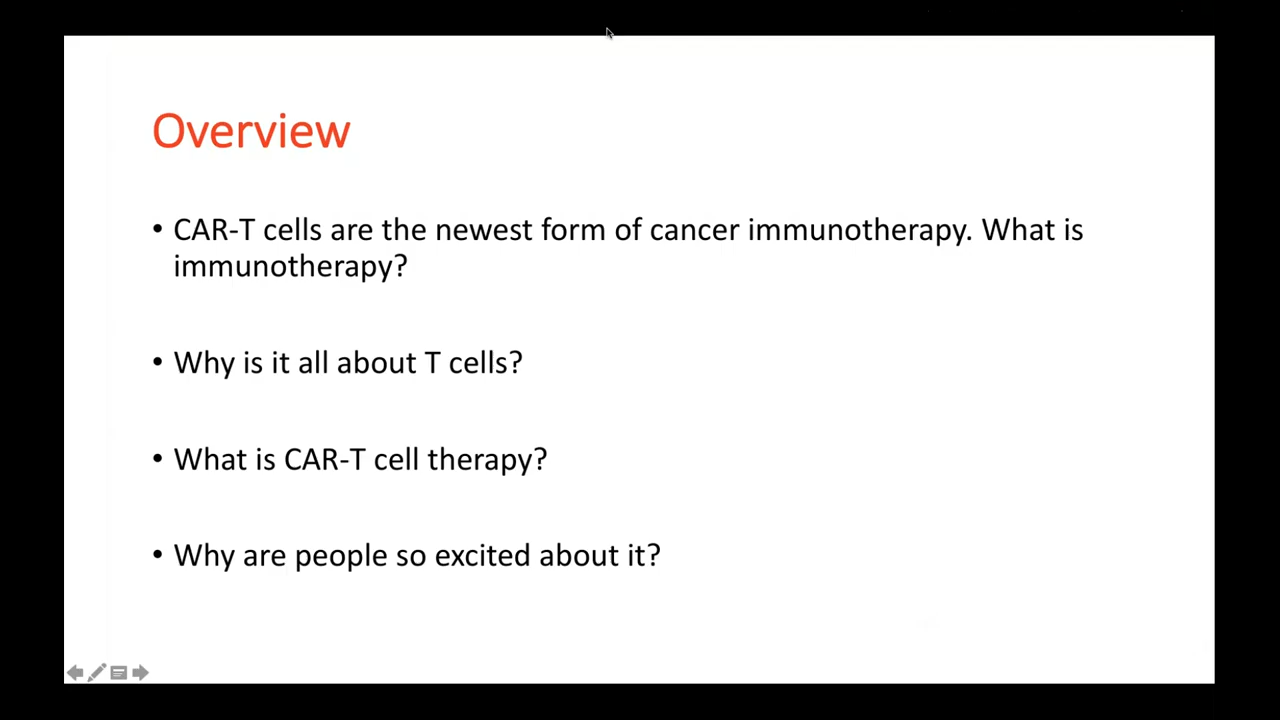 Overview
• CAR-T cells are the newest form of cancer immunotherapy. What is
immunotherapy?
• Why is it all about T cells?
• What is CAR-T cell therapy?
• Why are people so excited about it?